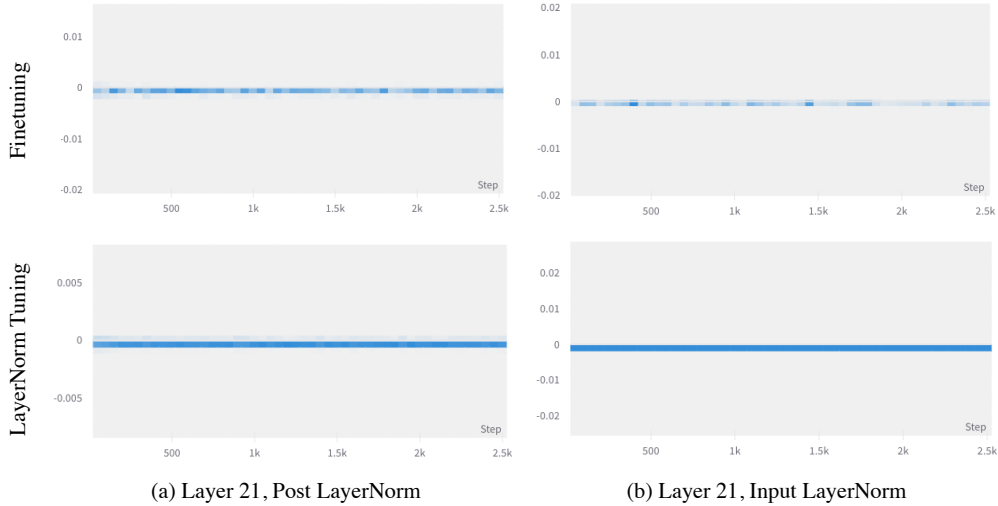 Finetuning
0.01
0
-0.01
-0.02
Step
500 1k 1.5k 2k 2.5k
0.02
0.01
0
-0.01
-0.02
Step
500 1k 1.5k 2k 2.5k
LayerNorm Tuning
0.005
0
-0.005
Step
500 1k 1.5k 2k 2.5k
0.02
0.01
0
-0.01
-0.02
Step
500 1k 1.5k 2k 2.5k
(a) Layer 21, Post LayerNorm
(b) Layer 21, Input LayerNorm